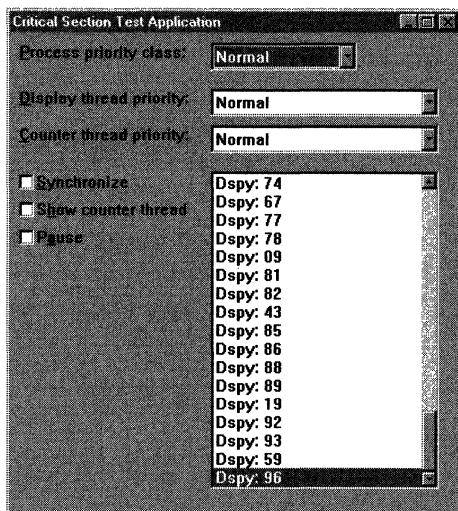 Critical Section Test Application
Process priority class: Normal
Display thread priority: Normal
Counter thread priority: Normal
Synchronize
Show counter thread
Pause
Dspy: 74
Dspy: 67
Dspy: 77
Dspy: 78
Dspy: 09
Dspy: 81
Dspy: 82
Dspy: 43
Dspy: 85
Dspy: 86
Dspy: 88
Dspy: 89
Dspy: 19
Dspy: 92
Dspy: 93
Dspy: 59
Dspy: 96